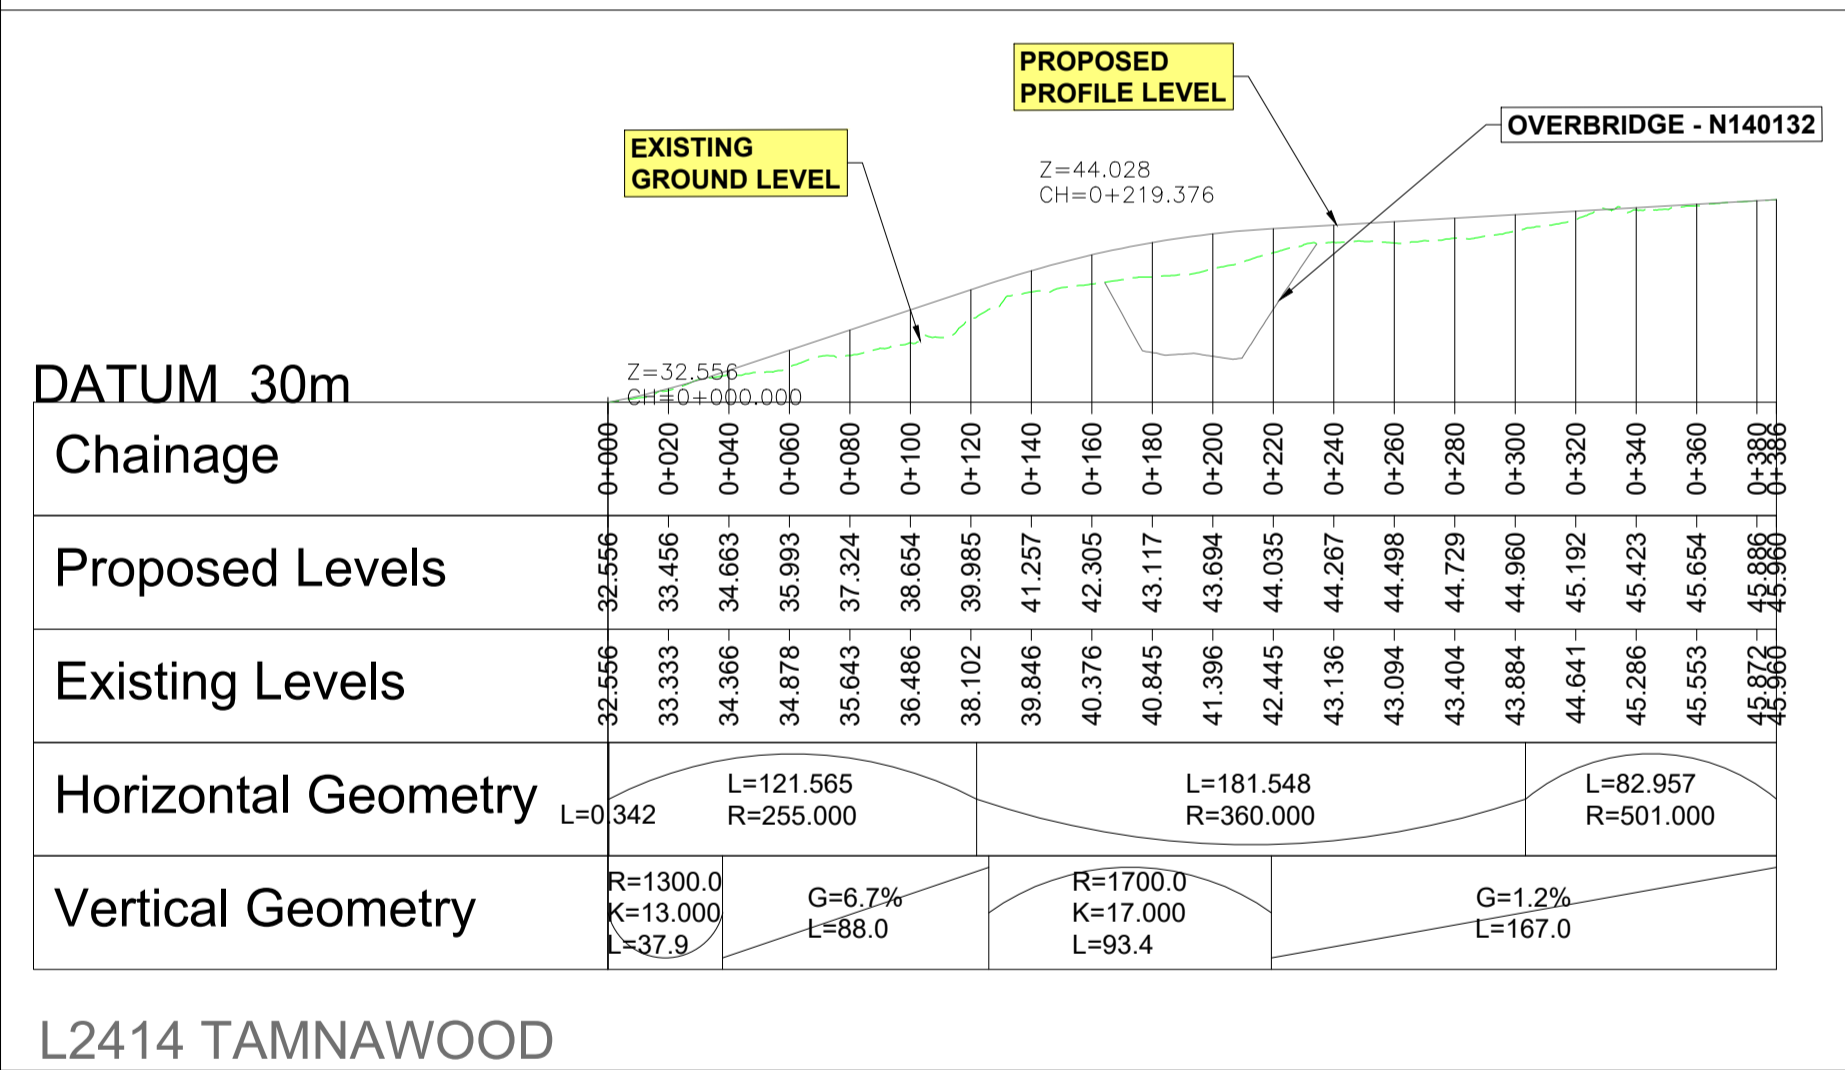 PROPOSED
PROFILE LEVEL
OVERBRIDGE - N140132
EXISTING
GROUND LEVEL
Z=44.028
CH=0+219.376
Z=32.556
CH=0+000.000
DATUM 30m
Chainage 0+000 0+020 0+040 0+060 0+080 0+100 0+120 0+140 0+160 0+180 0+200 0+220 0+240 0+260 0+280 0+300 0+320 0+340 0+360 0+380 0+386
Proposed Levels 32.556 33.456 34.663 35.993 37.324 38.654 39.985 41.257 42.305 43.117 43.694 44.035 44.267 44.498 44.729 44.960 45.192 45.423 45.654 45.886 45.960
Existing Levels 32.556 33.333 34.366 34.878 35.643 36.486 38.102 39.846 40.376 40.845 41.396 42.445 43.136 43.094 43.404 43.884 44.641 45.286 45.553 45.872 45.960
Horizontal Geometry
L=0.342
L=121.565
R=255.000
L=181.548
R=360.000
L=82.957
R=501.000
Vertical Geometry
R=1300.0
K=13.000
L=37.9
G=6.7%
L=88.0
R=1700.0
K=17.000
L=93.4
G=1.2%
L=167.0
L2414 TAMNAWOOD